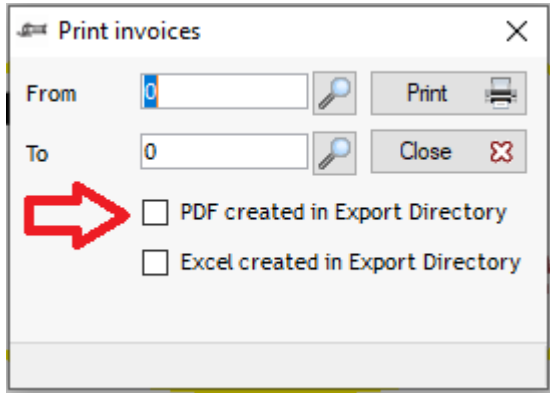 Print invoices
From 0 Print
To 0 Close
PDF created in Export Directory
Excel created in Export Directory